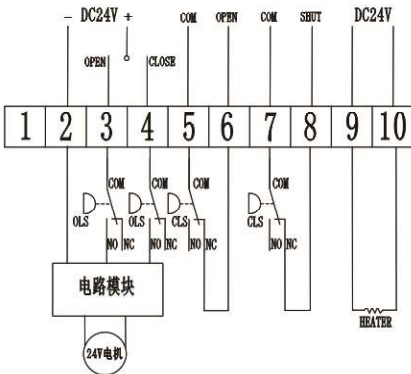 - DC24V + COM OPEN COM SHUT DC24V
OPEN CLOSE
1 2 3 4 5 6 7 8 9 10
COM COM COM COM
OLS OLS CLS CLS
NO NC NO NC NO NC NO NC
电路模块
HEATER
24V电机